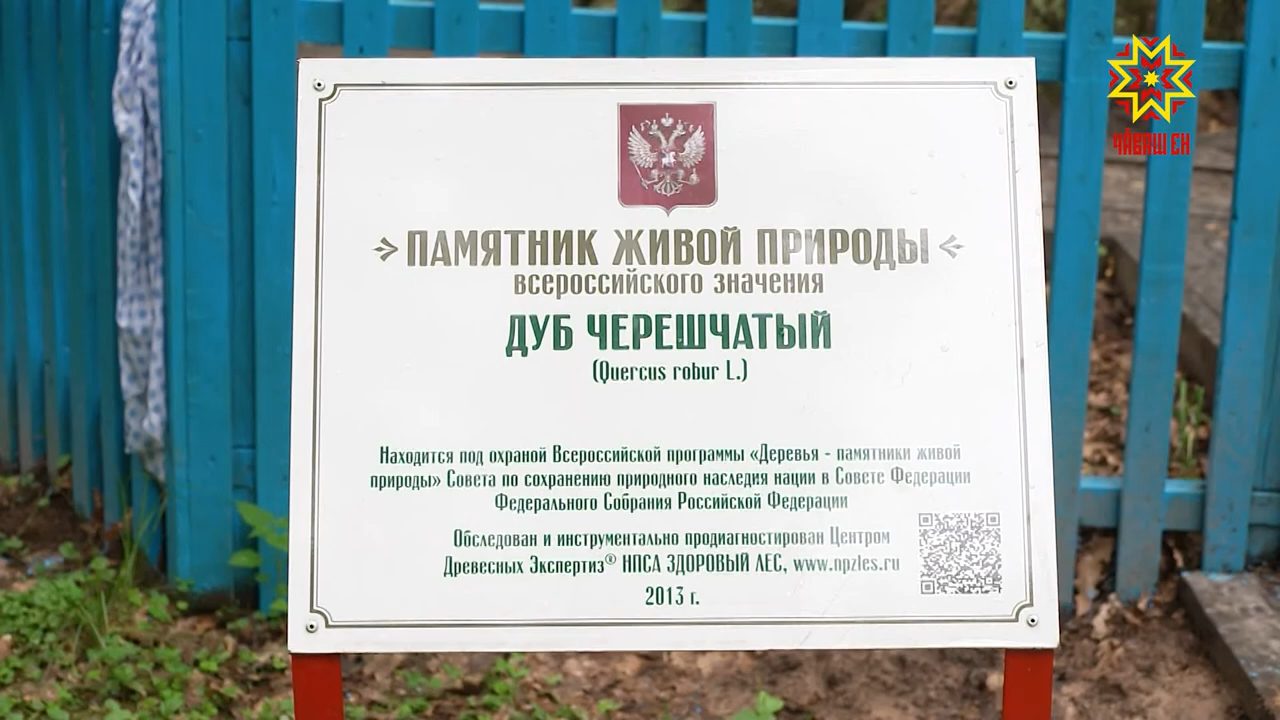 ЧӐВАШ ЕН
ПАМЯТНИК ЖИВОЙ ПРИРОДЫ
всероссийского значения
ДУБ ЧЕРЕШЧАТЫЙ
(Quercus robur L.)
Находится под охраной Всероссийской программы «Деревья - памятники живой
природы» Совета по сохранению природного наследия нации в Совете Федерации
Федерального Собрания Российской Федерации
Обследован и инструментально продиагностирован Центром
Древесных Экспертиз® НПСА ЗДОРОВЫЙ ЛЕС, www.npzles.ru
2013 г.